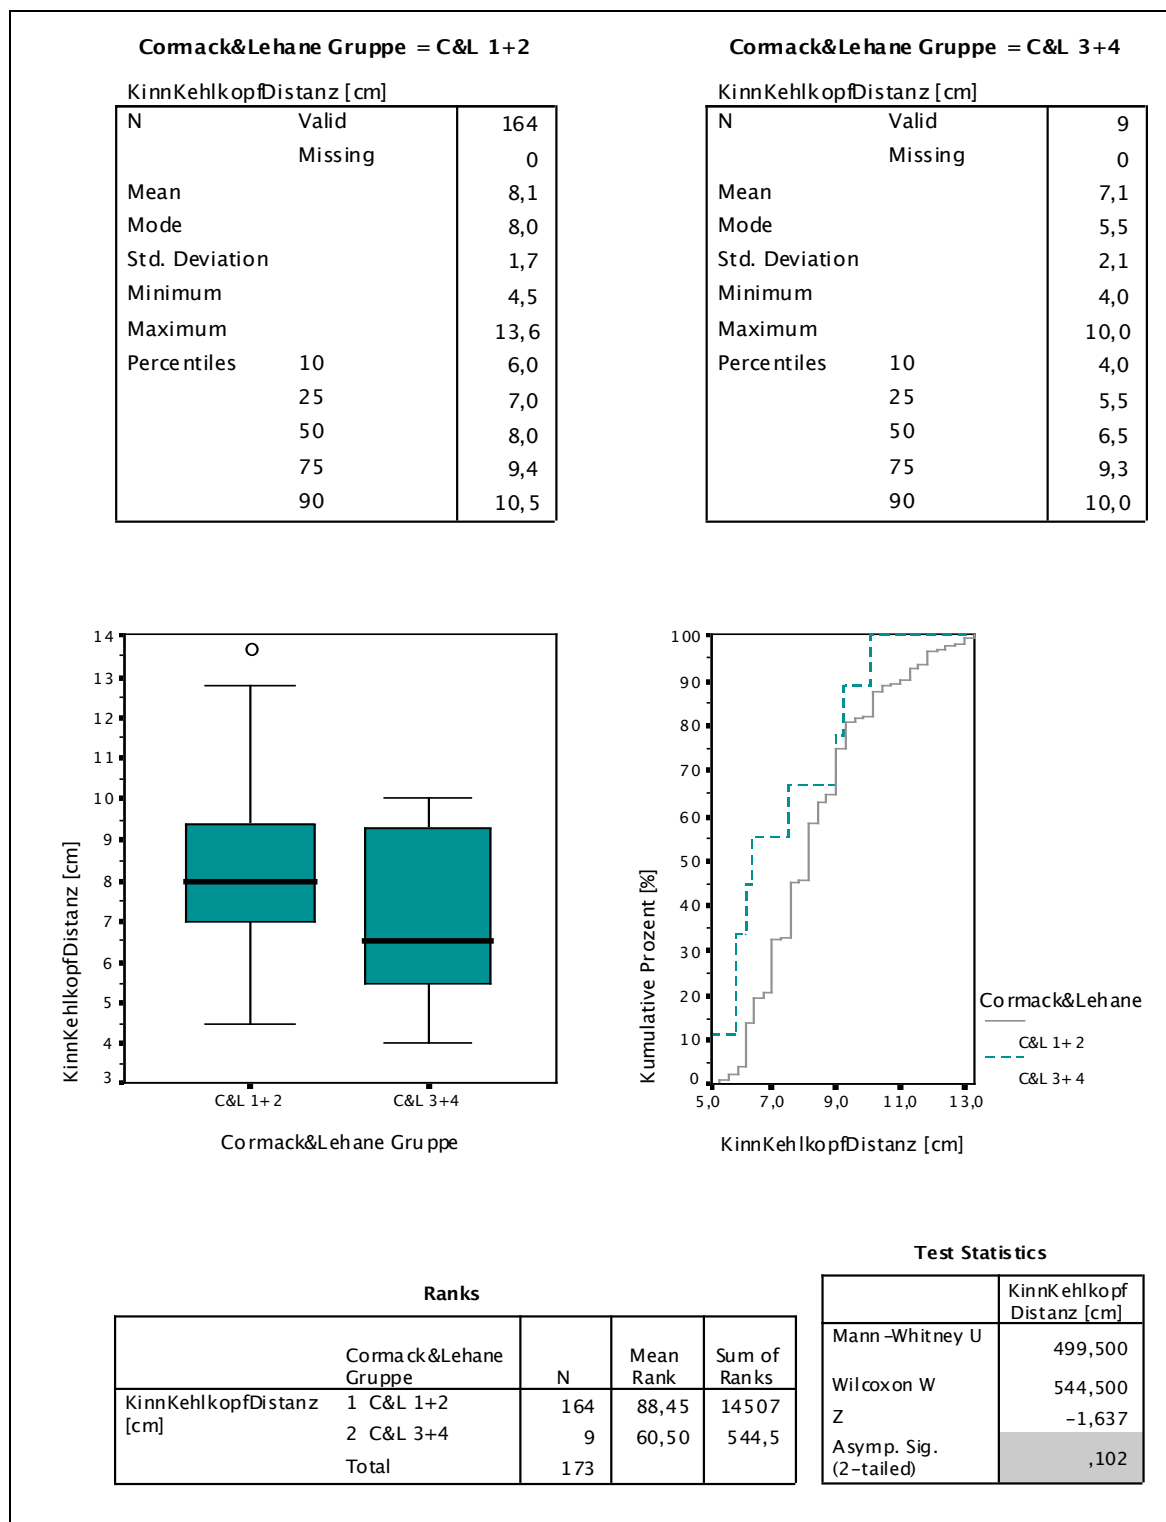 Cormack&Lehane Gruppe = C&L 1+2
KinnKehlkopfDistanz [cm]
N Valid 164
Missing 0
Mean 8,1
Mode 8,0
Std. Deviation 1,7
Minimum 4,5
Maximum 13,6
Percentiles 10 6,0
25 7,0
50 8,0
75 9,4
90 10,5
Cormack&Lehane Gruppe = C&L 3+4
KinnKehlkopfDistanz [cm]
N Valid 9
Missing 0
Mean 7,1
Mode 5,5
Std. Deviation 2,1
Minimum 4,0
Maximum 10,0
Percentiles 10 4,0
25 5,5
50 6,5
75 9,3
90 10,0
KinnKehlkopfDistanz [cm]
14
13
12
11
10
9
8
7
6
5
4
3
C&L 1+2 C&L 3+4
Cormack&Lehane Gruppe
Kumulative Prozent [%]
100
90
80
70
60
50
40
30
20
10
0
5,0 7,0 9,0 11,0 13,0
KinnKehlkopfDistanz [cm]
Cormack&Lehane
C&L 1+2
C&L 3+4
Ranks
Cormack&Lehane Gruppe N Mean Rank Sum of Ranks
KinnKehlkopfDistanz [cm] 1 C&L 1+2 164 88,45 14507
2 C&L 3+4 9 60,50 544,5
Total 173
Test Statistics
KinnKehlkopf
Distanz [cm]
Mann-Whitney U 499,500
Wilcoxon W 544,500
Z -1,637
Asymp. Sig.
(2-tailed) ,102